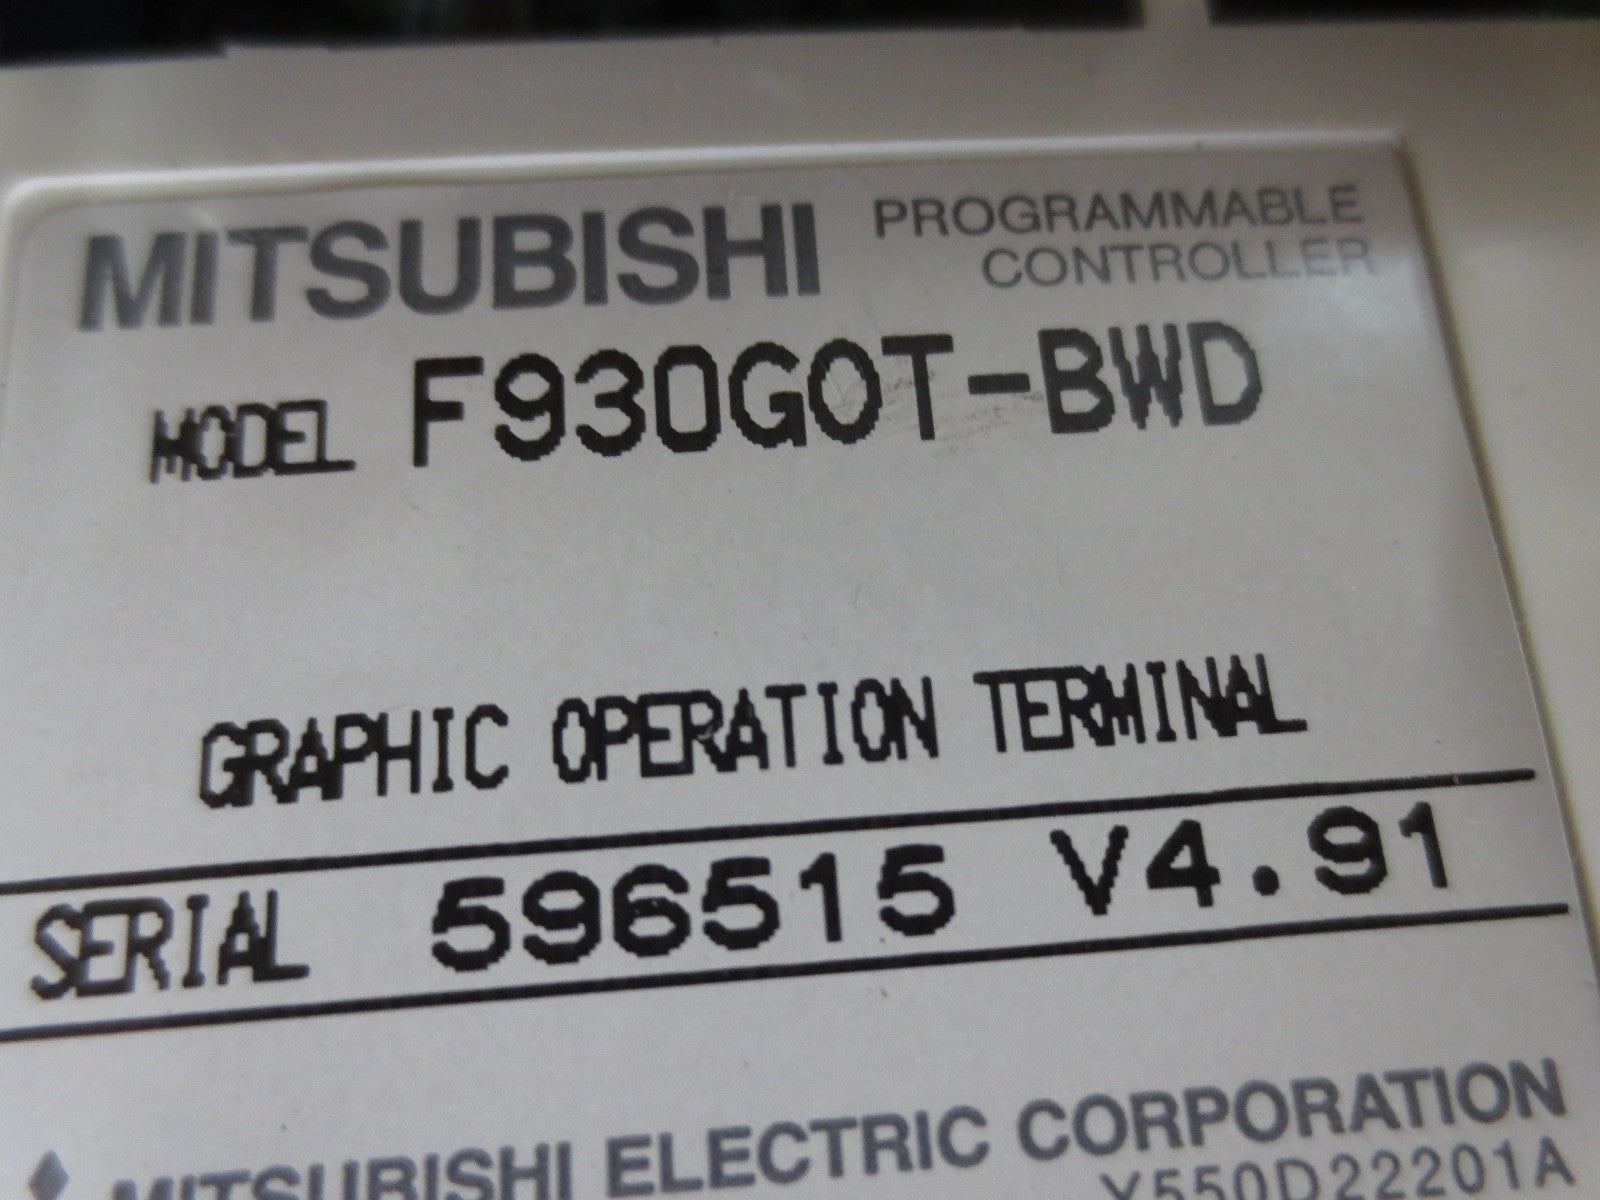 MITSUBISHI PROGRAMMABLE CONTROLLER
MODEL F930GOT-BWD
GRAPHIC OPERATION TERMINAL
SERIAL 596515 V4.91
MITSUBISHI ELECTRIC CORPORATION
Y550D22201A